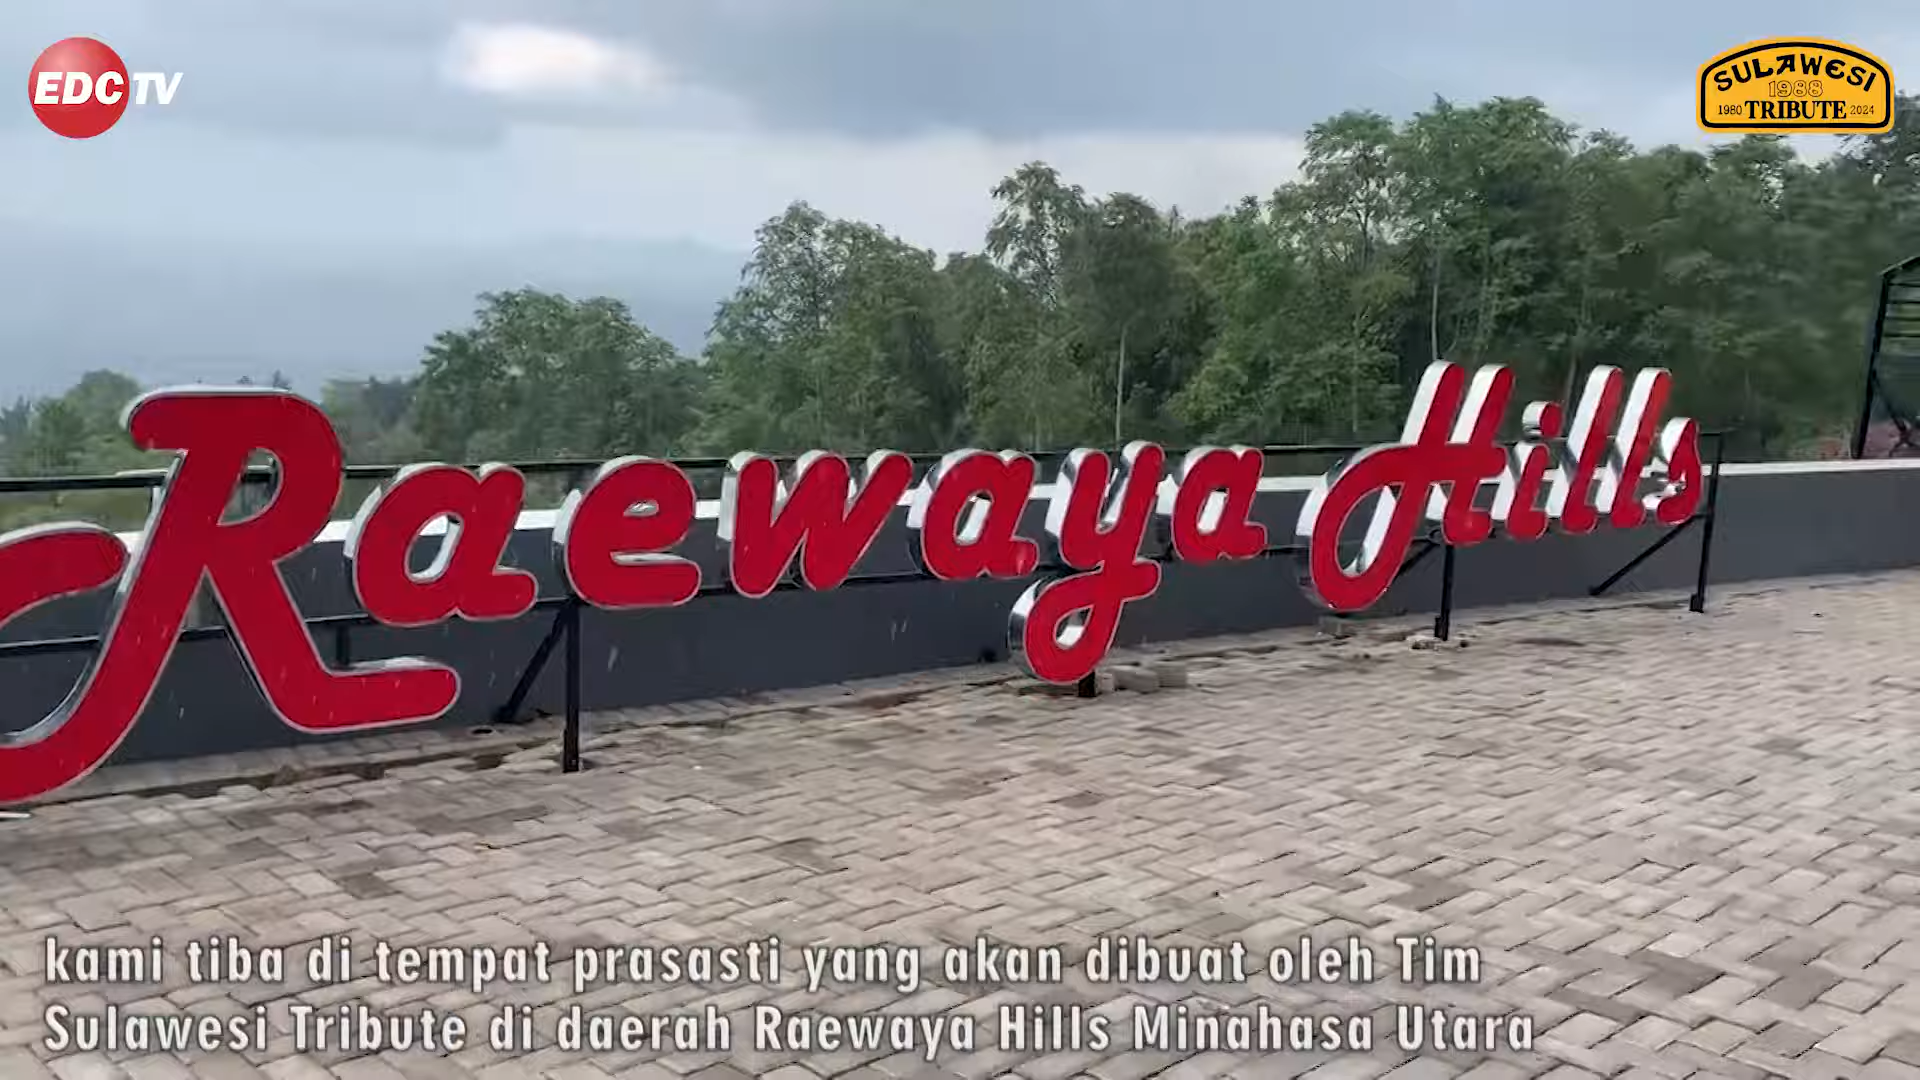 EDC TV
SULAWESI
1988
1980 TRIBUTE 2024
Raewaya Hills
kami tiba di tempat prasasti yang akan dibuat oleh Tim
Sulawesi Tribute di daerah Raewaya Hills Minahasa Utara